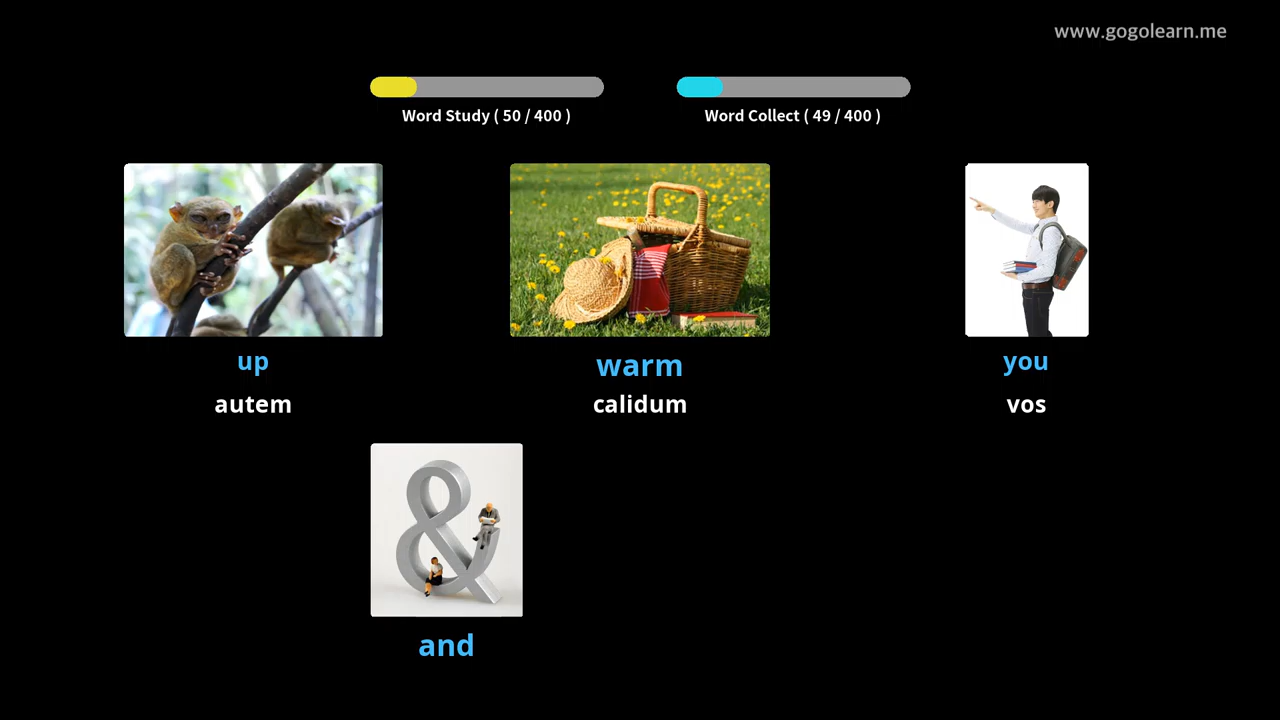 www.gogolearn.me
Word Study ( 50 / 400 )
Word Collect ( 49 / 400 )
up
warm
you
autem
calidum
vos
&
and